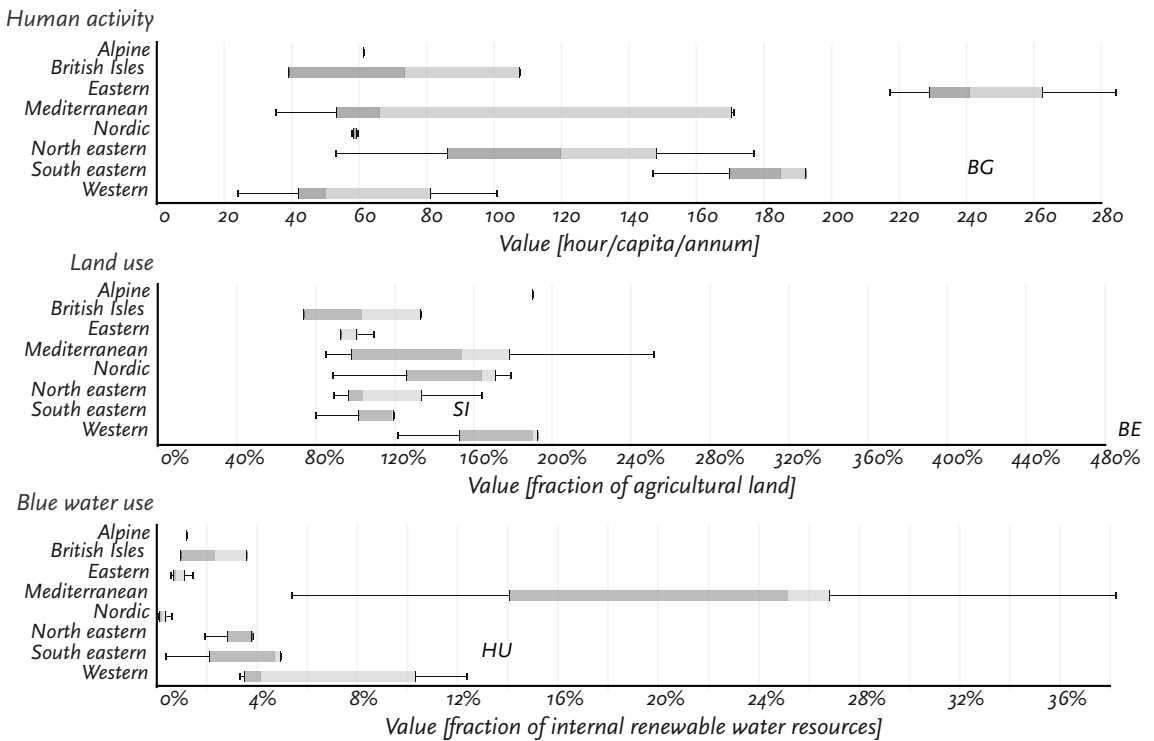 Human activity
Alpine
British Isles
Eastern
Mediterranean
Nordic
North eastern
South eastern
BG
Western
0 20 40 60 80 100 120 140 160 180 200 220 240 260 280
Value [hour/capita/annum]
Land use
Alpine
British Isles
Eastern
Mediterranean
Nordic
North eastern
South eastern
SI
Western
BE
0% 40% 80% 120% 160% 200% 240% 280% 320% 360% 400% 440% 480%
Value [fraction of agricultural land]
Blue water use
Alpine
British Isles
Eastern
Mediterranean
Nordic
North eastern
South eastern
HU
Western
0% 4% 8% 12% 16% 20% 24% 28% 32% 36%
Value [fraction of internal renewable water resources]